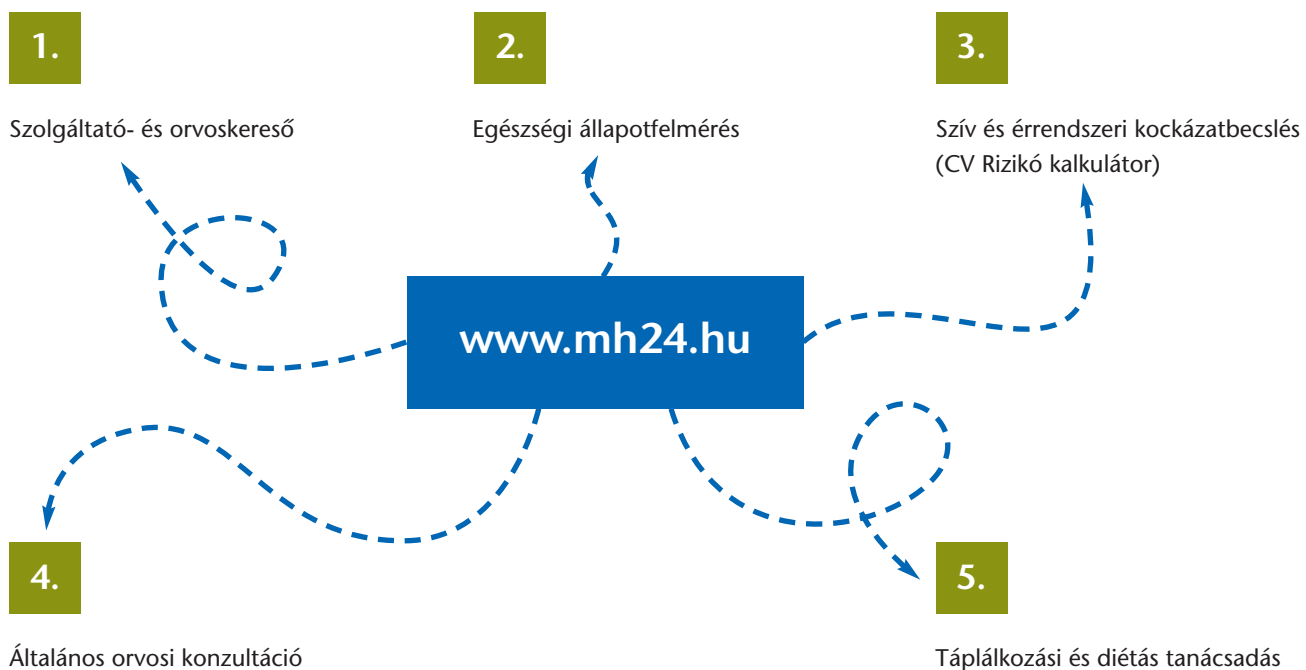 1.
Szolgáltató- és orvoskereső
2.
Egészségi állapotfelmérés
3.
Szív és érrendszeri kockázatbecslés
(CV Rizikó kalkulátor)
www.mh24.hu
4.
Általános orvosi konzultáció
5.
Táplálkozási és diétás tanácsadás